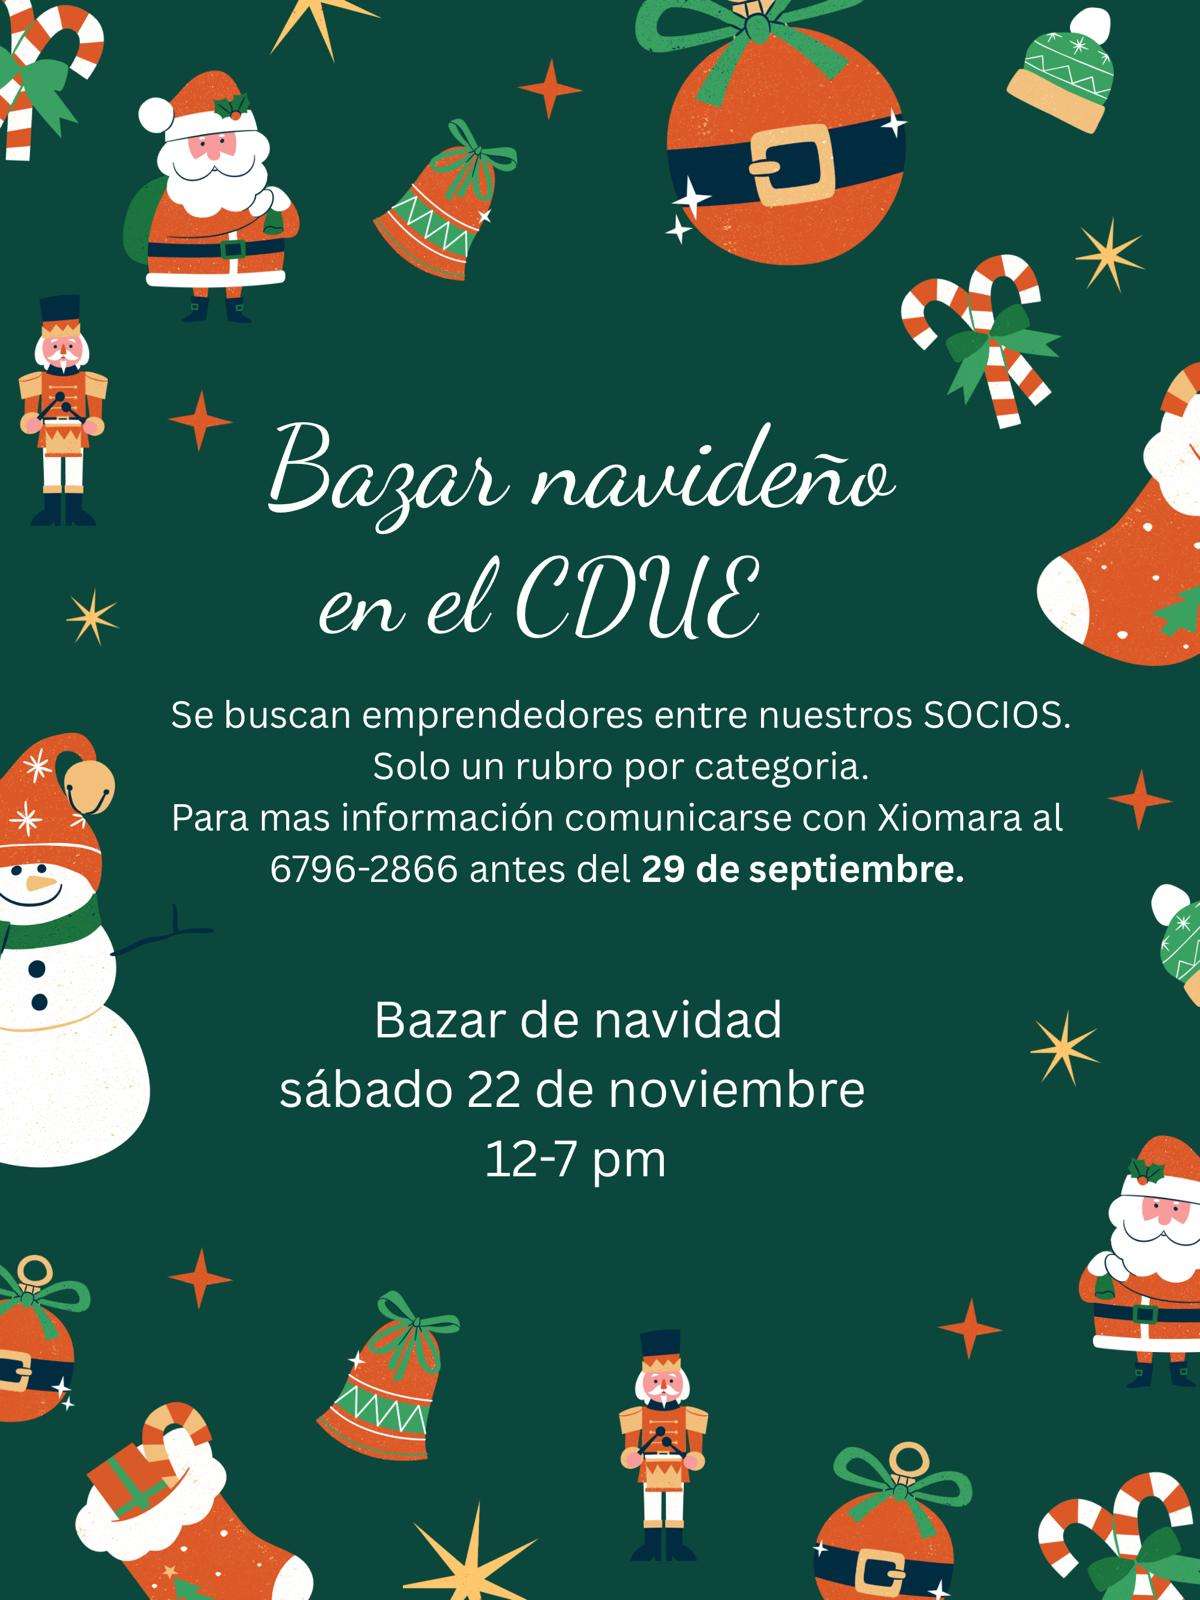 Bazar navideño
en el CDUE
Se buscan emprendedores entre nuestros SOCIOS.
Solo un rubro por categoria.
Para mas información comunicarse con Xiomara al
6796-2866 antes del 29 de septiembre.
Bazar de navidad
sábado 22 de noviembre
12-7 pm